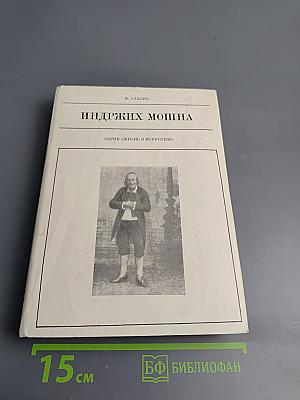 ИНДРЖИХ МОШНА
СЕРИЯ «ЖИЗНЬ В ИСКУССТВЕ»
15 см
БФ БИБЛИОФАН